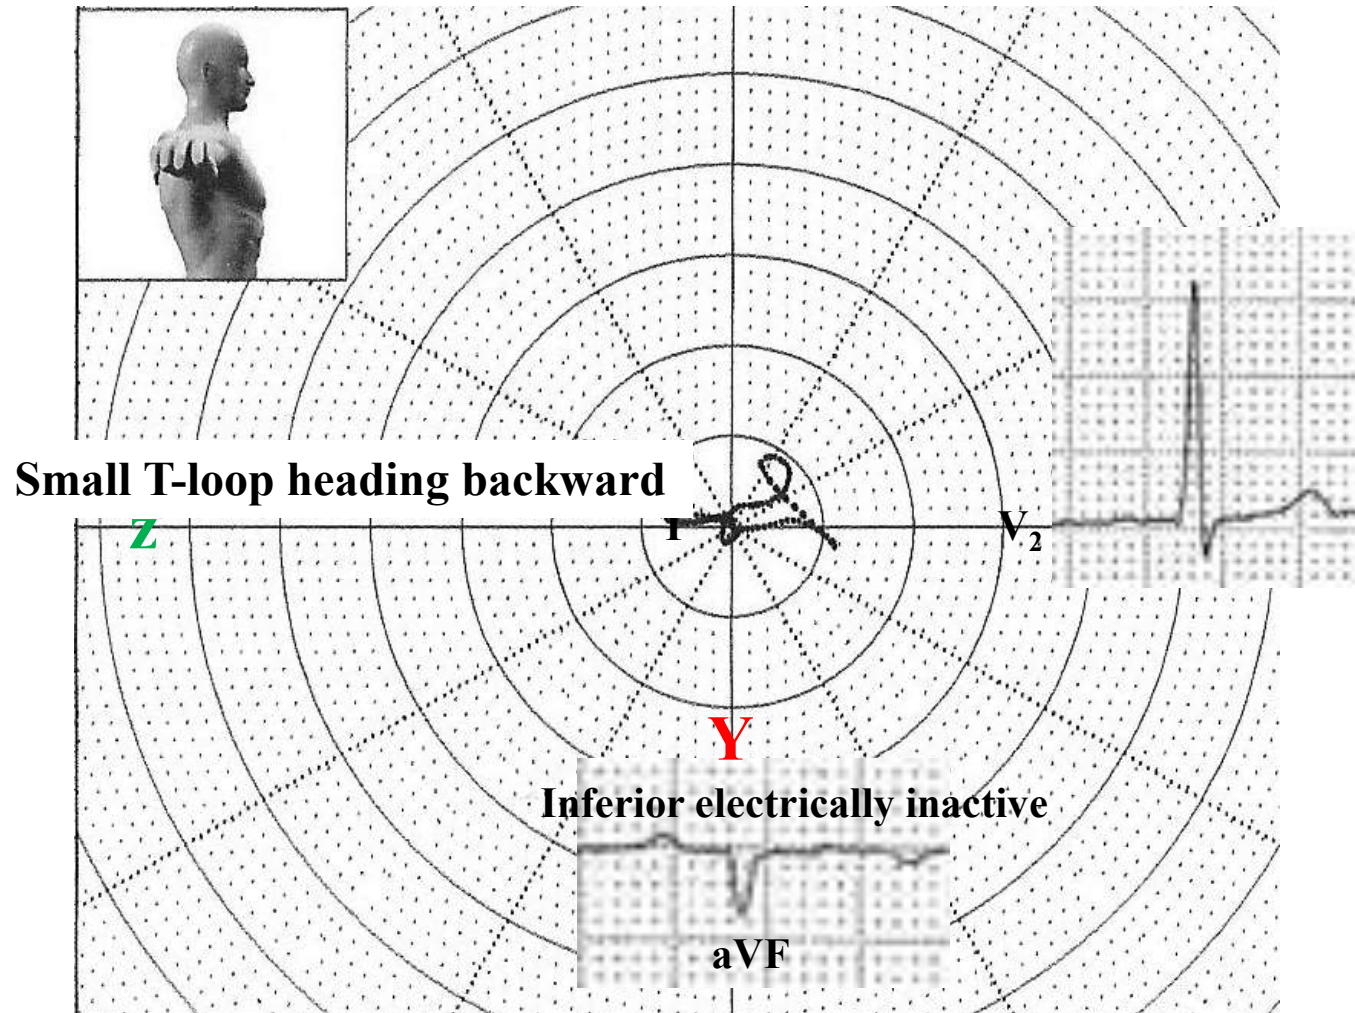 Small T-loop heading backward
z
T
V2
Y
Inferior electrically inactive
aVF